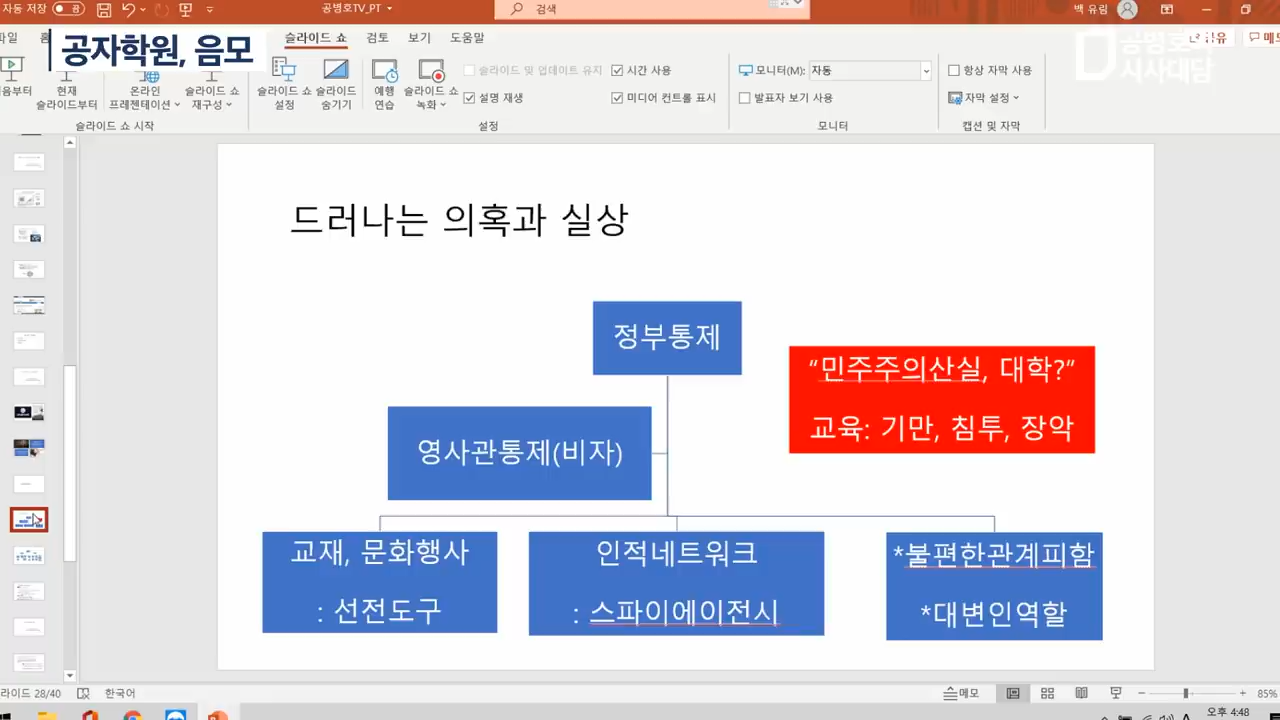 자동 저장
공병호TV_PT
검색
백 유림
공자학원, 음모
슬라이드 쇼 검토 보기 도움말
공병호의
시사대담
현재
슬라이드부터
온라인
프레젠테이션
슬라이드 쇼
재구성
슬라이드 쇼
설정
슬라이드
숨기기
예행
연습
슬라이드 쇼
녹화
슬라이드 및 업데이트 유지
설명 재생
시간 사용
미디어 컨트롤 표시
모니터(M): 자동
발표자 보기 사용
항상 자막 사용
자막 설정
슬라이드 쇼 시작
설정
모니터
캡션 및 자막
드러나는 의혹과 실상
정부통제
“민주주의산실, 대학?”
교육: 기만, 침투, 장악
영사관통제(비자)
교재, 문화행사
: 선전도구
인적네트워크
: 스파이에이전시
*불편한관계피함
*대변인역할
라이드 28/40 한국어
메모
85%
오후 4:48